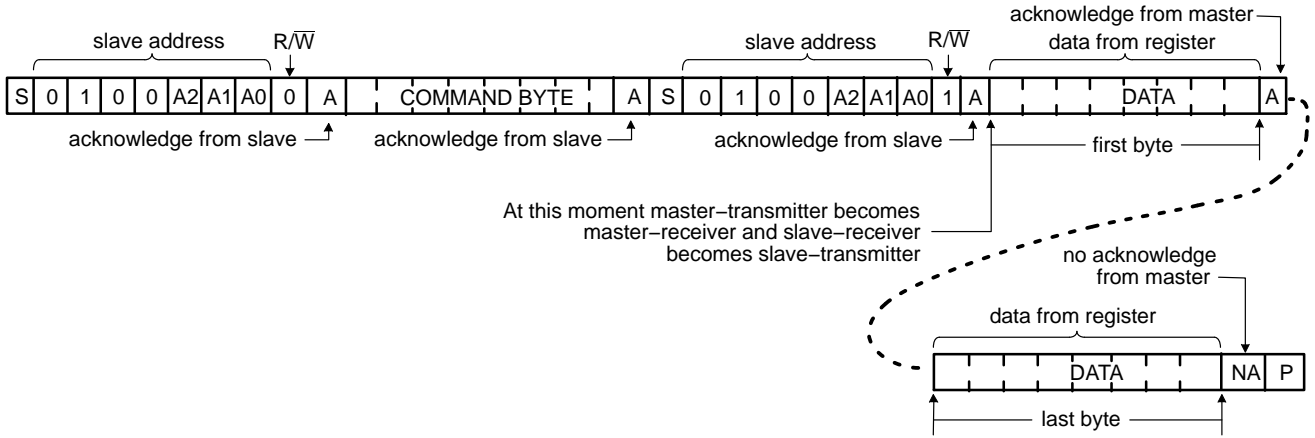 acknowledge from master
slave address R/W slave address R/W data from register
S 0 1 0 0 A2 A1 A0 0 A COMMAND BYTE A S 0 1 0 0 A2 A1 A0 1 A DATA A
acknowledge from slave acknowledge from slave acknowledge from slave first byte
At this moment master−transmitter becomes
master−receiver and slave−receiver
becomes slave−transmitter
no acknowledge
from master
data from register
DATA NA P
last byte